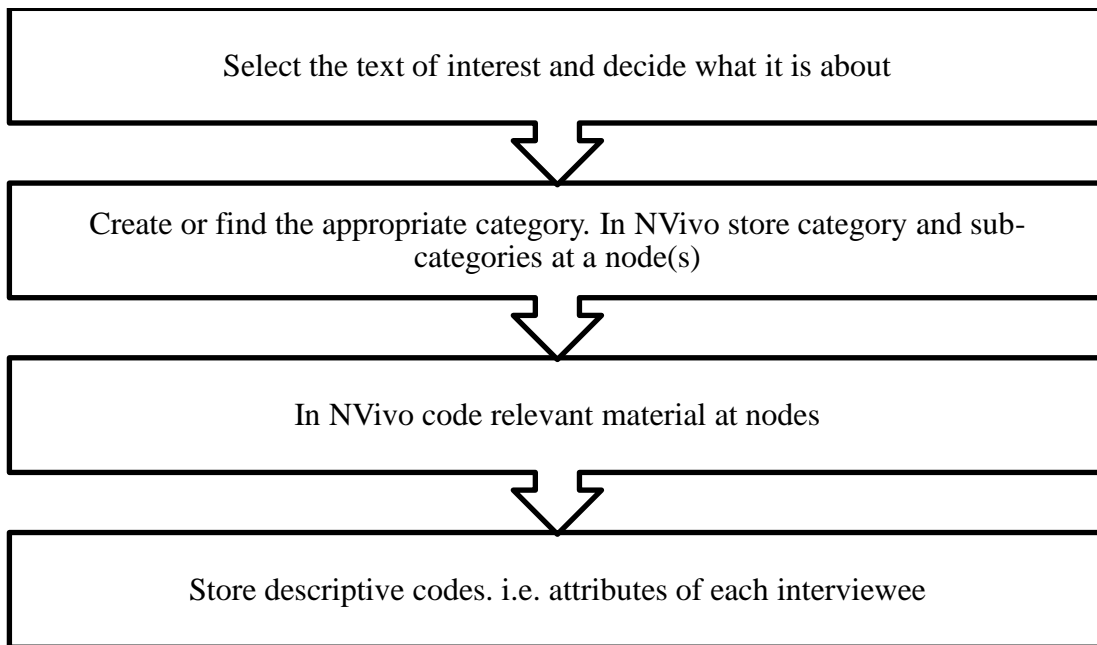 Select the text of interest and decide what it is about
Create or find the appropriate category. In NVivo store category and sub-
categories at a node(s)
In NVivo code relevant material at nodes
Store descriptive codes. i.e. attributes of each interviewee